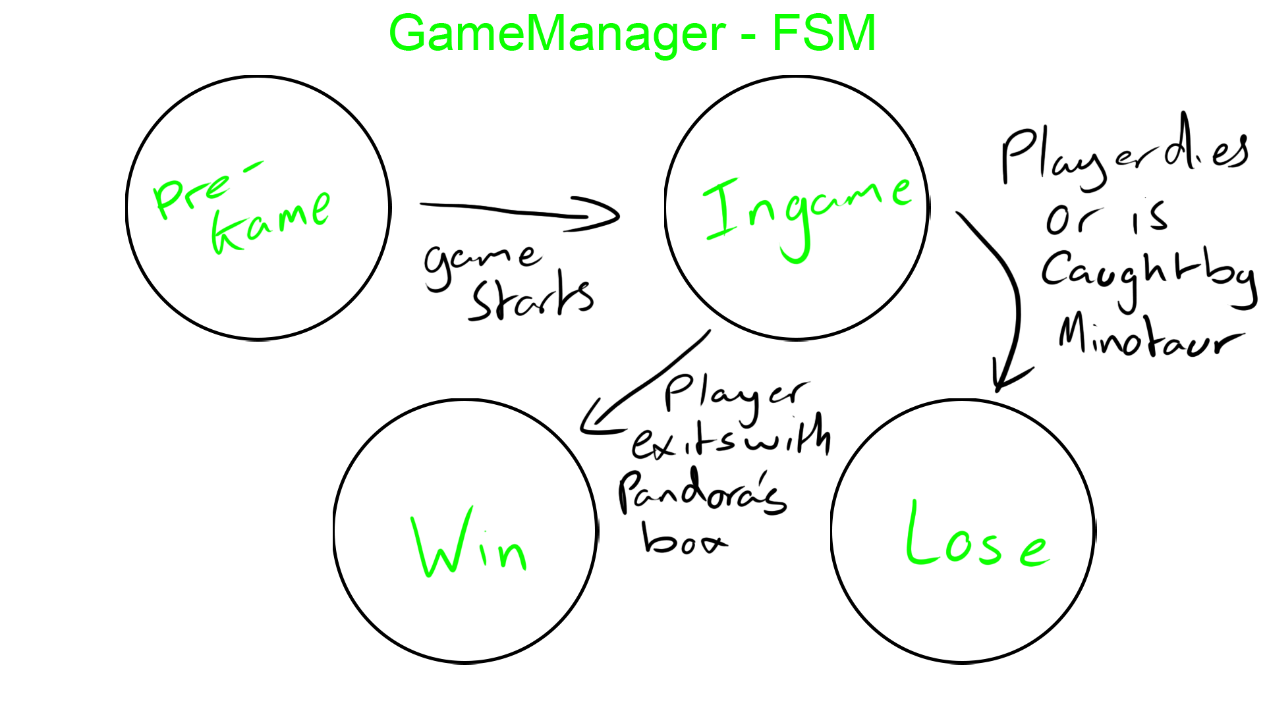 GameManager - FSM
Pre-
Game
game
starts
Ingame
Player dies
or is
Caught by
Minotaur
Player
exits with
Pandora's
box
Win
Lose